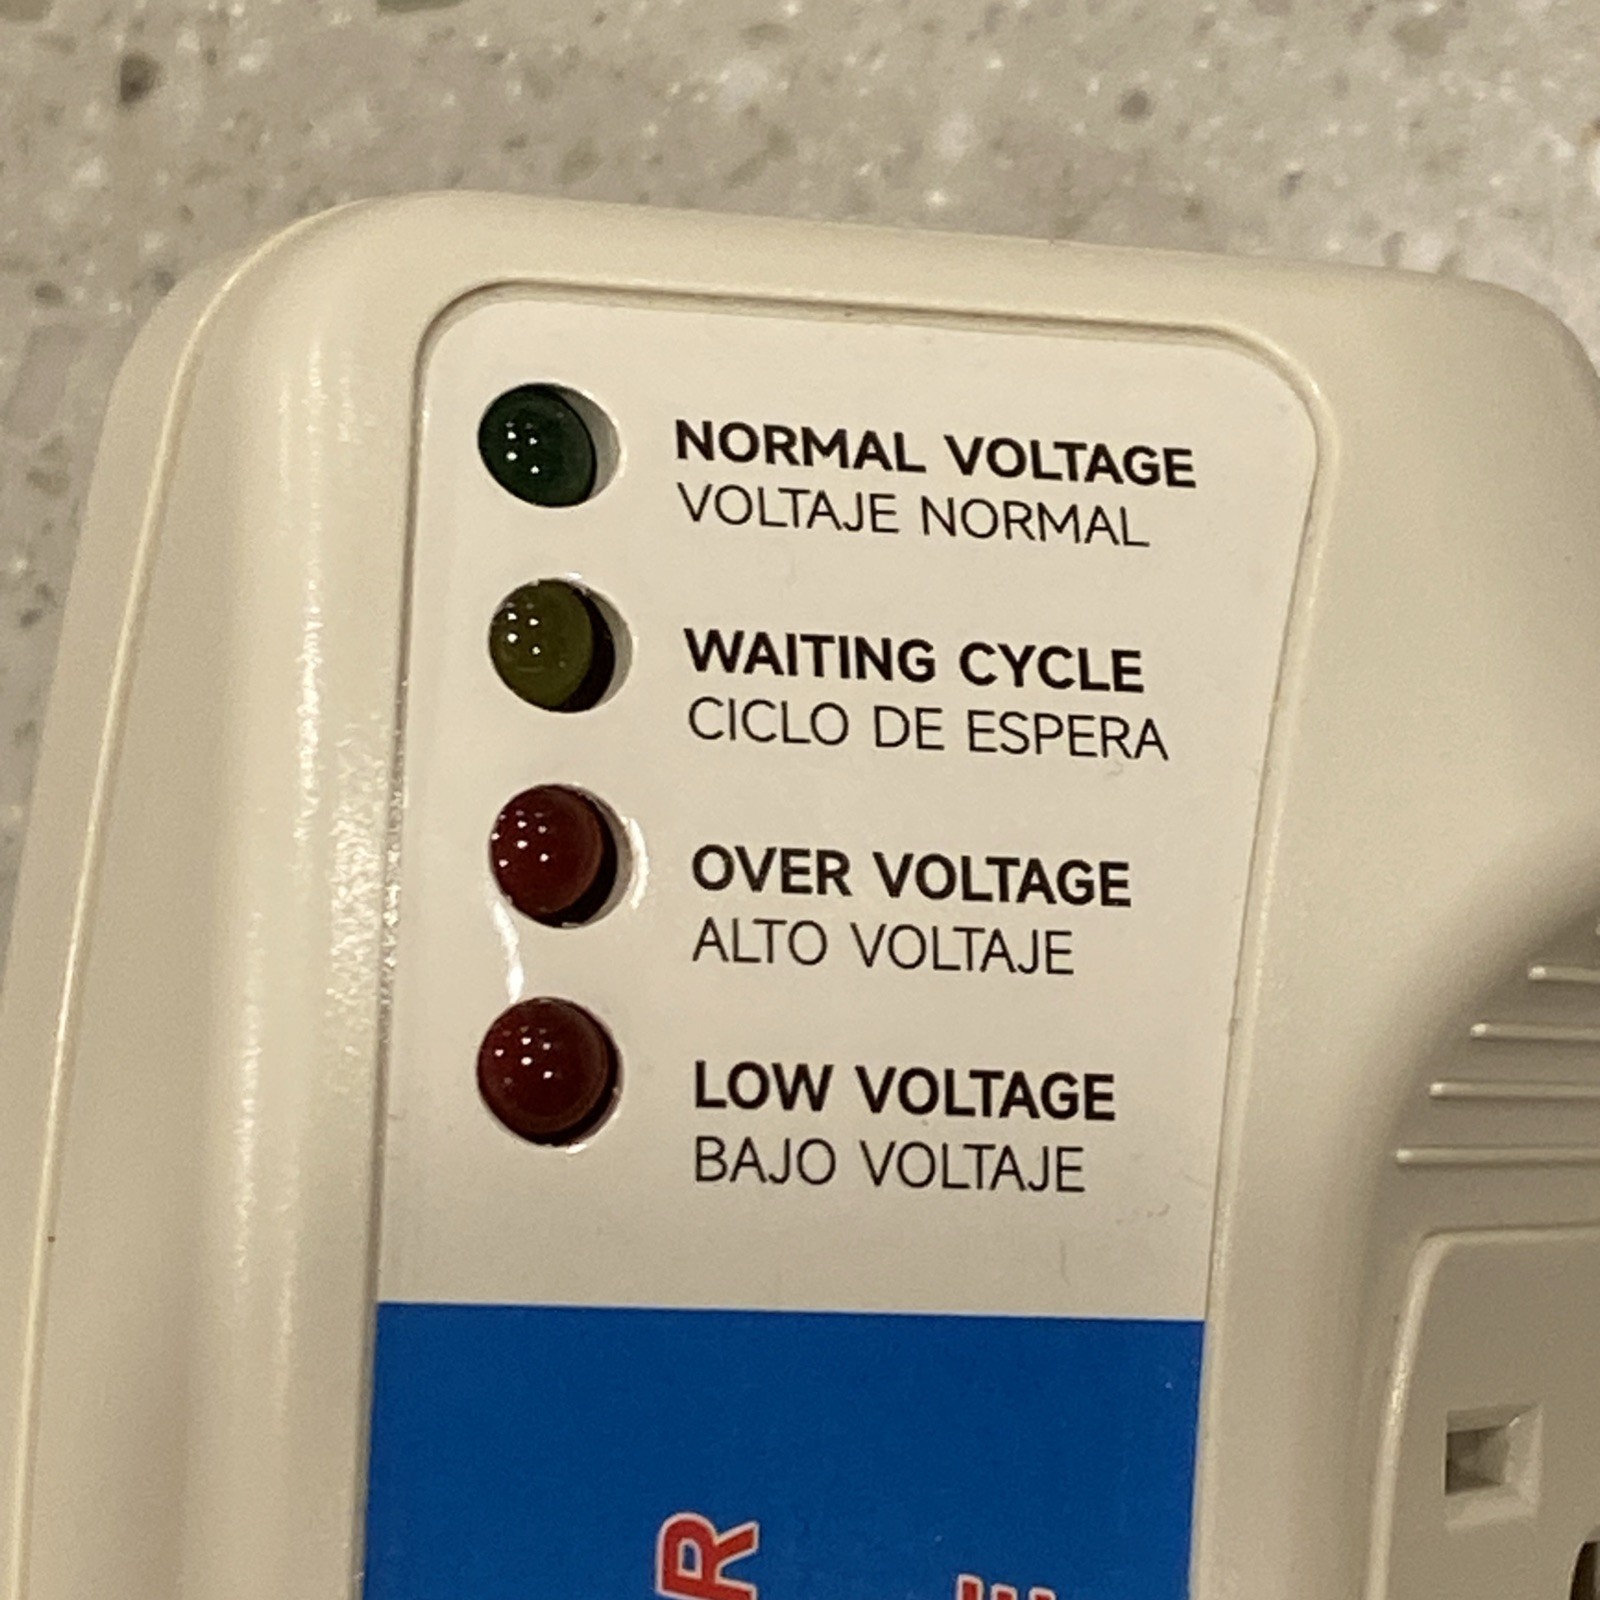 NORMAL VOLTAGE
VOLTAJE NORMAL
WAITING CYCLE
CICLO DE ESPERA
OVER VOLTAGE
ALTO VOLTAJE
LOW VOLTAGE
BAJO VOLTAJE